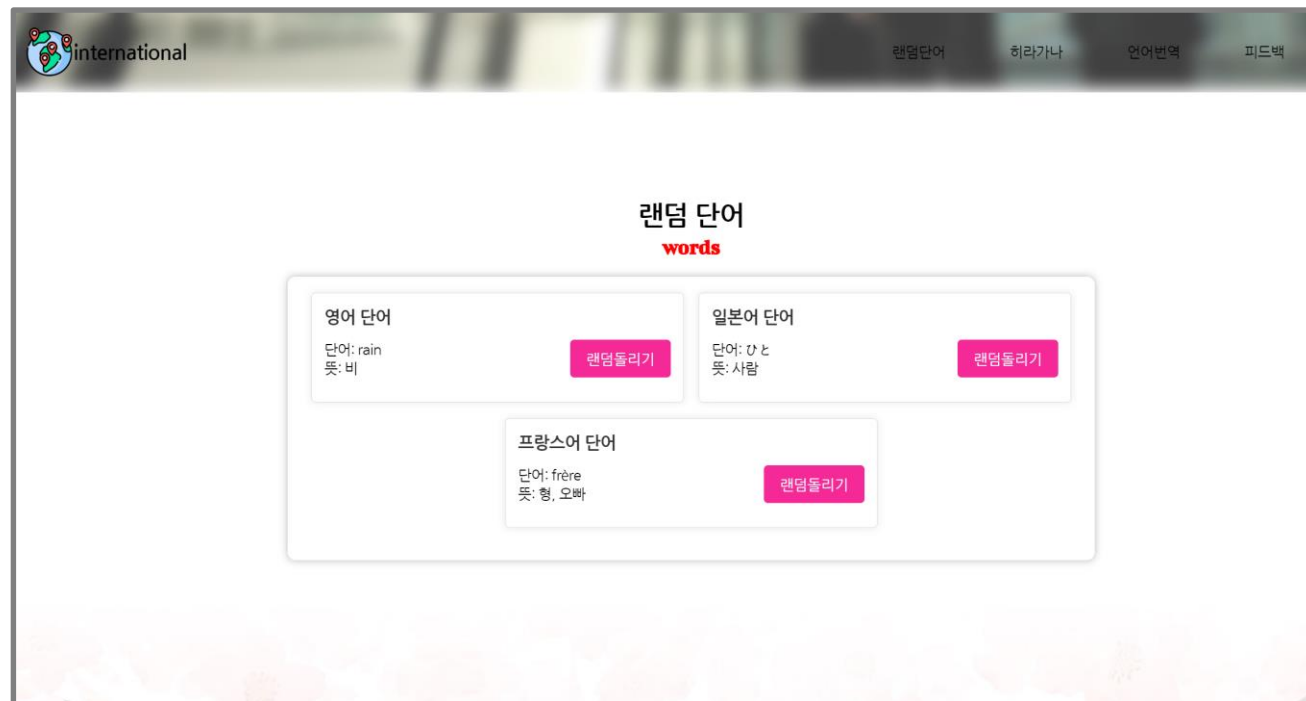 international
랜덤단어 히라가나 언어번역 피드백
랜덤 단어
words
영어 단어
단어: rain
뜻: 비
랜덤돌리기
일본어 단어
단어: ひと
뜻: 사람
랜덤돌리기
프랑스어 단어
단어: frère
뜻: 형, 오빠
랜덤돌리기